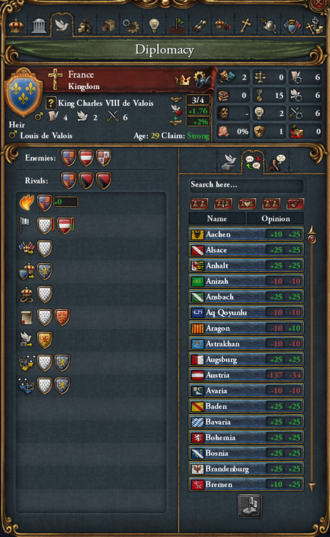 Diplomacy
France
Kingdom
? King Charles VIII de Valois
4 2 6
3/4
+1.76
+2%
Heir
Louis de Valois Age: 29 Claim: Strong
2 0 6
0 15 6
- 2 6
0% 1 0
Enemies:
Rivals:
+0
Search here...
Name Opinion
Aachen +10 +25
Alsace +25 +25
Anhalt +25 +25
Anizah -10 -10
Ansbach +25 +25
Aq Qoyunlu -10 -10
Aragon -10 +10
Astrakhan -10 -10
Augsburg +25 +25
Austria -137 -34
Avaria -10 -10
Baden +25 +25
Bavaria +25 +25
Bohemia +25 +25
Bosnia +25 +25
Brandenburg +25 +25
Bremen +10 +25